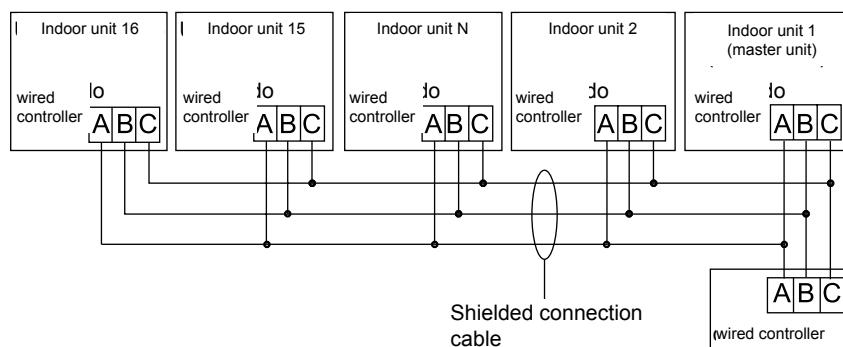 Indoor unit 16
Indoor unit 15
Indoor unit N
Indoor unit 2
Indoor unit 1
(master unit)
wired
controller
A B C
wired
controller
A B C
wired
controller
A B C
wired
controller
A B C
wired
controller
A B C
A B C
wired controller
Shielded connection
cable